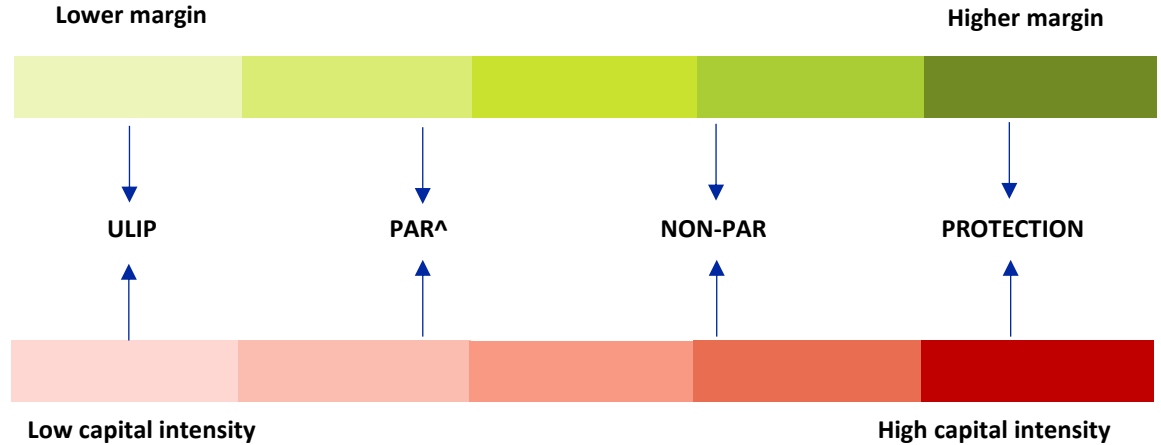 Lower margin
Higher margin
ULIP
PAR^
NON-PAR
PROTECTION
Low capital intensity
High capital intensity